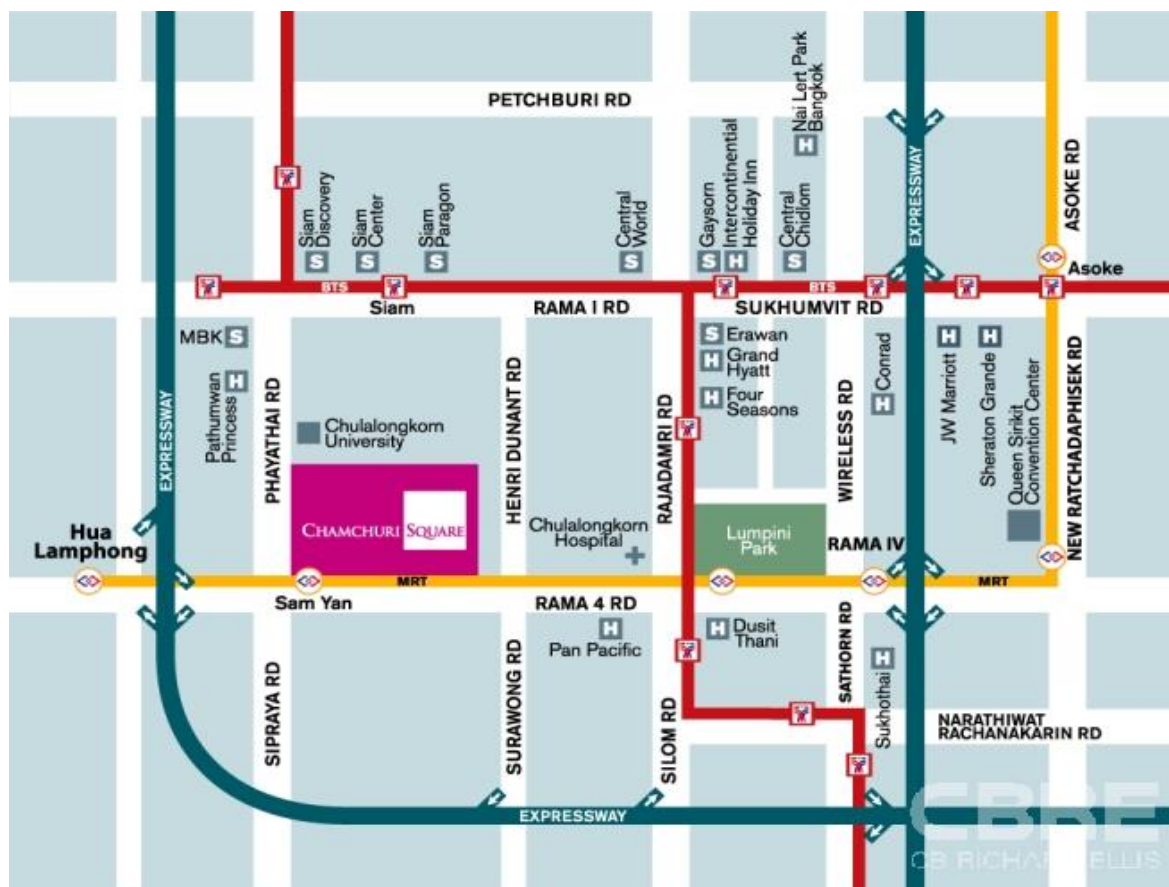 PETCHBURI RD
Nai Lert Park
Bangkok
EXPRESSWAY
ASOKE RD
Siam
Discovery
S
Siam
Center
S
Siam
Paragon
S
Central
World
S
Gaysorn
S
Intercontinental
Holiday Inn
H
Central
Chidlom
S
H
Asoke
BTS
BTS
Siam
RAMA I RD
SUKHUMVIT RD
MBK S
S Erawan
H Grand
Hyatt
H Four
Seasons
Pathumwan
Princess
H
PHAYATHAI RD
Chulalongkorn
University
HENRI DUNANT RD
RAJADAMRI RD
WIRELESS RD
Conrad
H
JW Marriott
H
Sheraton Grande
H
Queen Sirikit
Convention Center
NEW RATCHADAPHISEK RD
EXPRESSWAY
CHAMCHURI SQUARE
Chulalongkorn
Hospital
Lumpini
Park
RAMA IV
Hua
Lamphong
MRT
MRT
Sam Yan
RAMA 4 RD
H
Pan Pacific
H Dusit
Thani
SATHORN RD
Sukhothai
H
SIPRAYA RD
SURAWONG RD
SILOM RD
NARATHIWAT
RACHANAKARIN RD
EXPRESSWAY
CBRE
CB RICHARD ELLIS